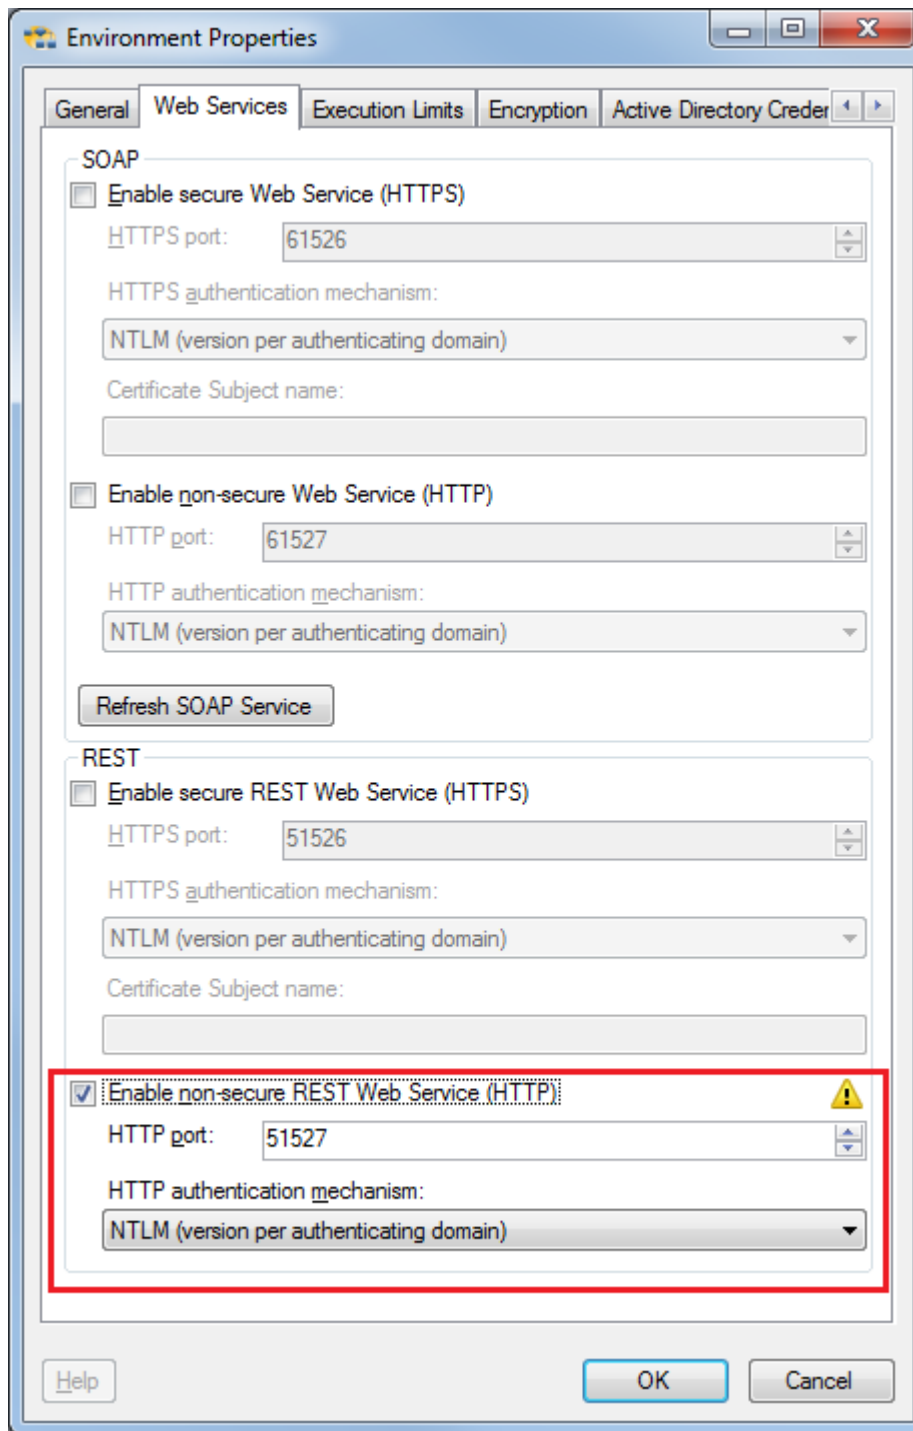 Environment Properties
General Web Services Execution Limits Encryption Active Directory Creder
SOAP
Enable secure Web Service (HTTPS)
HTTPS port: 61526
HTTPS authentication mechanism:
NTLM (version per authenticating domain)
Certificate Subject name:
Enable non-secure Web Service (HTTP)
HTTP port: 61527
HTTP authentication mechanism:
NTLM (version per authenticating domain)
Refresh SOAP Service
REST
Enable secure REST Web Service (HTTPS)
HTTPS port: 51526
HTTPS authentication mechanism:
NTLM (version per authenticating domain)
Certificate Subject name:
Enable non-secure REST Web Service (HTTP)
HTTP port: 51527
HTTP authentication mechanism:
NTLM (version per authenticating domain)
Help OK Cancel